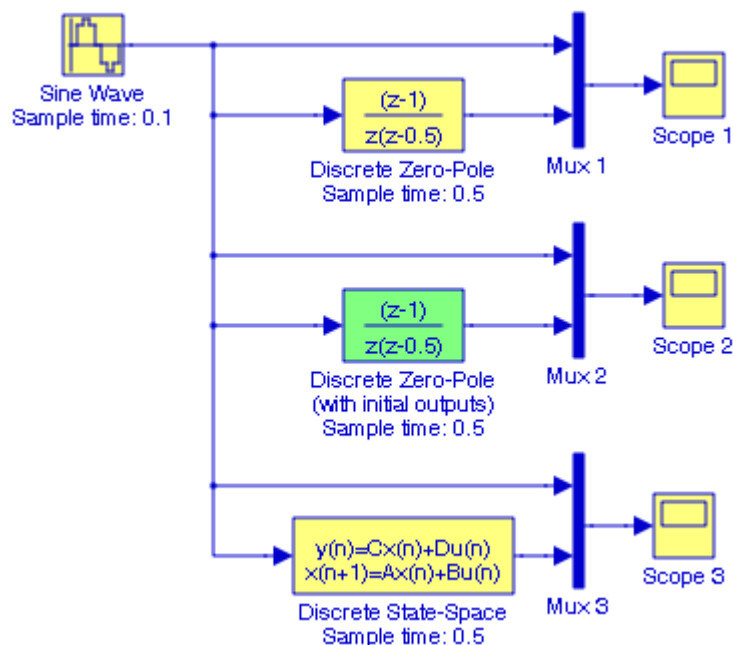 Sine Wave
Sample time: 0.1
(z-1)
z(z-0.5)
Discrete Zero-Pole
Sample time: 0.5
Mux 1
Scope 1
(z-1)
z(z-0.5)
Discrete Zero-Pole
(with initial outputs)
Sample time: 0.5
Mux 2
Scope 2
y(n)=Cx(n)+Du(n)
x(n+1)=Ax(n)+Bu(n)
Discrete State-Space
Sample time: 0.5
Mux 3
Scope 3